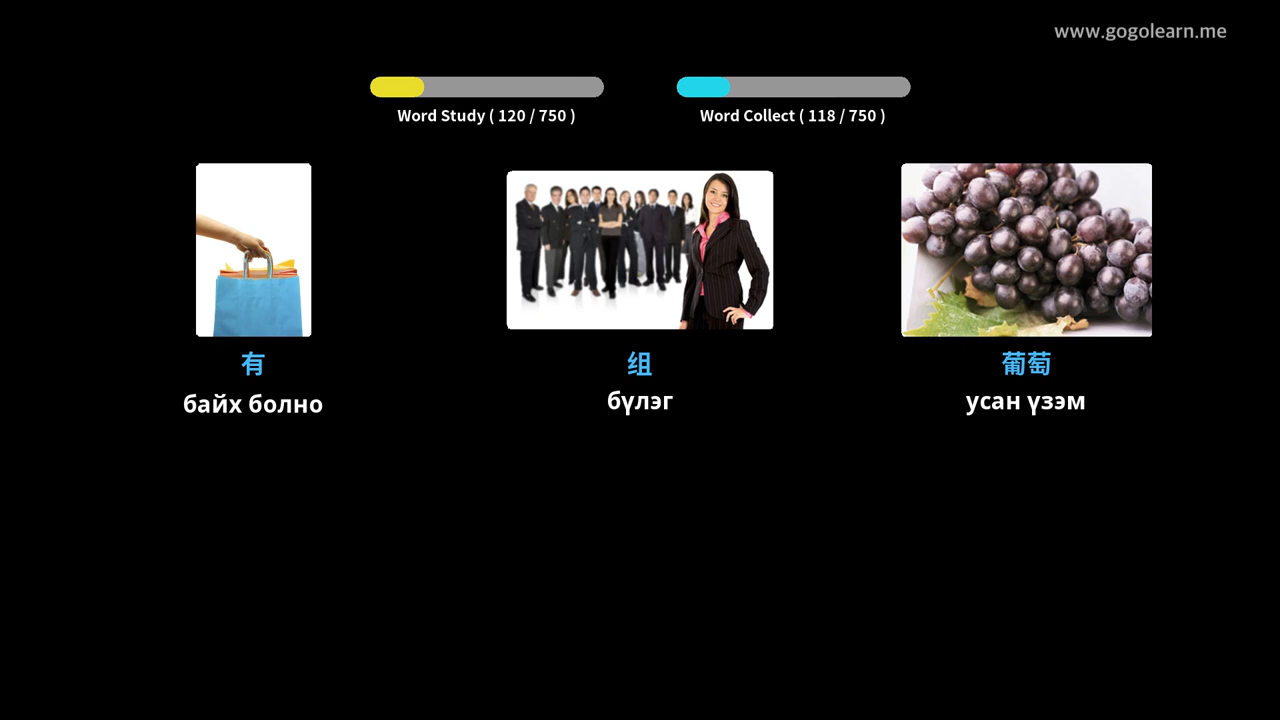 www.gogolearn.me
Word Study ( 120 / 750 )
Word Collect ( 118 / 750 )
有
байх болно
组
бүлэг
葡萄
усан үзэм